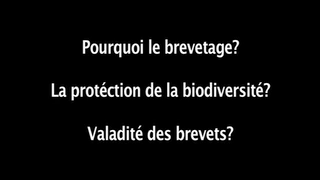 Pourquoi le brevetage?
La protéction de la biodiversité?
Valadité des brevets?